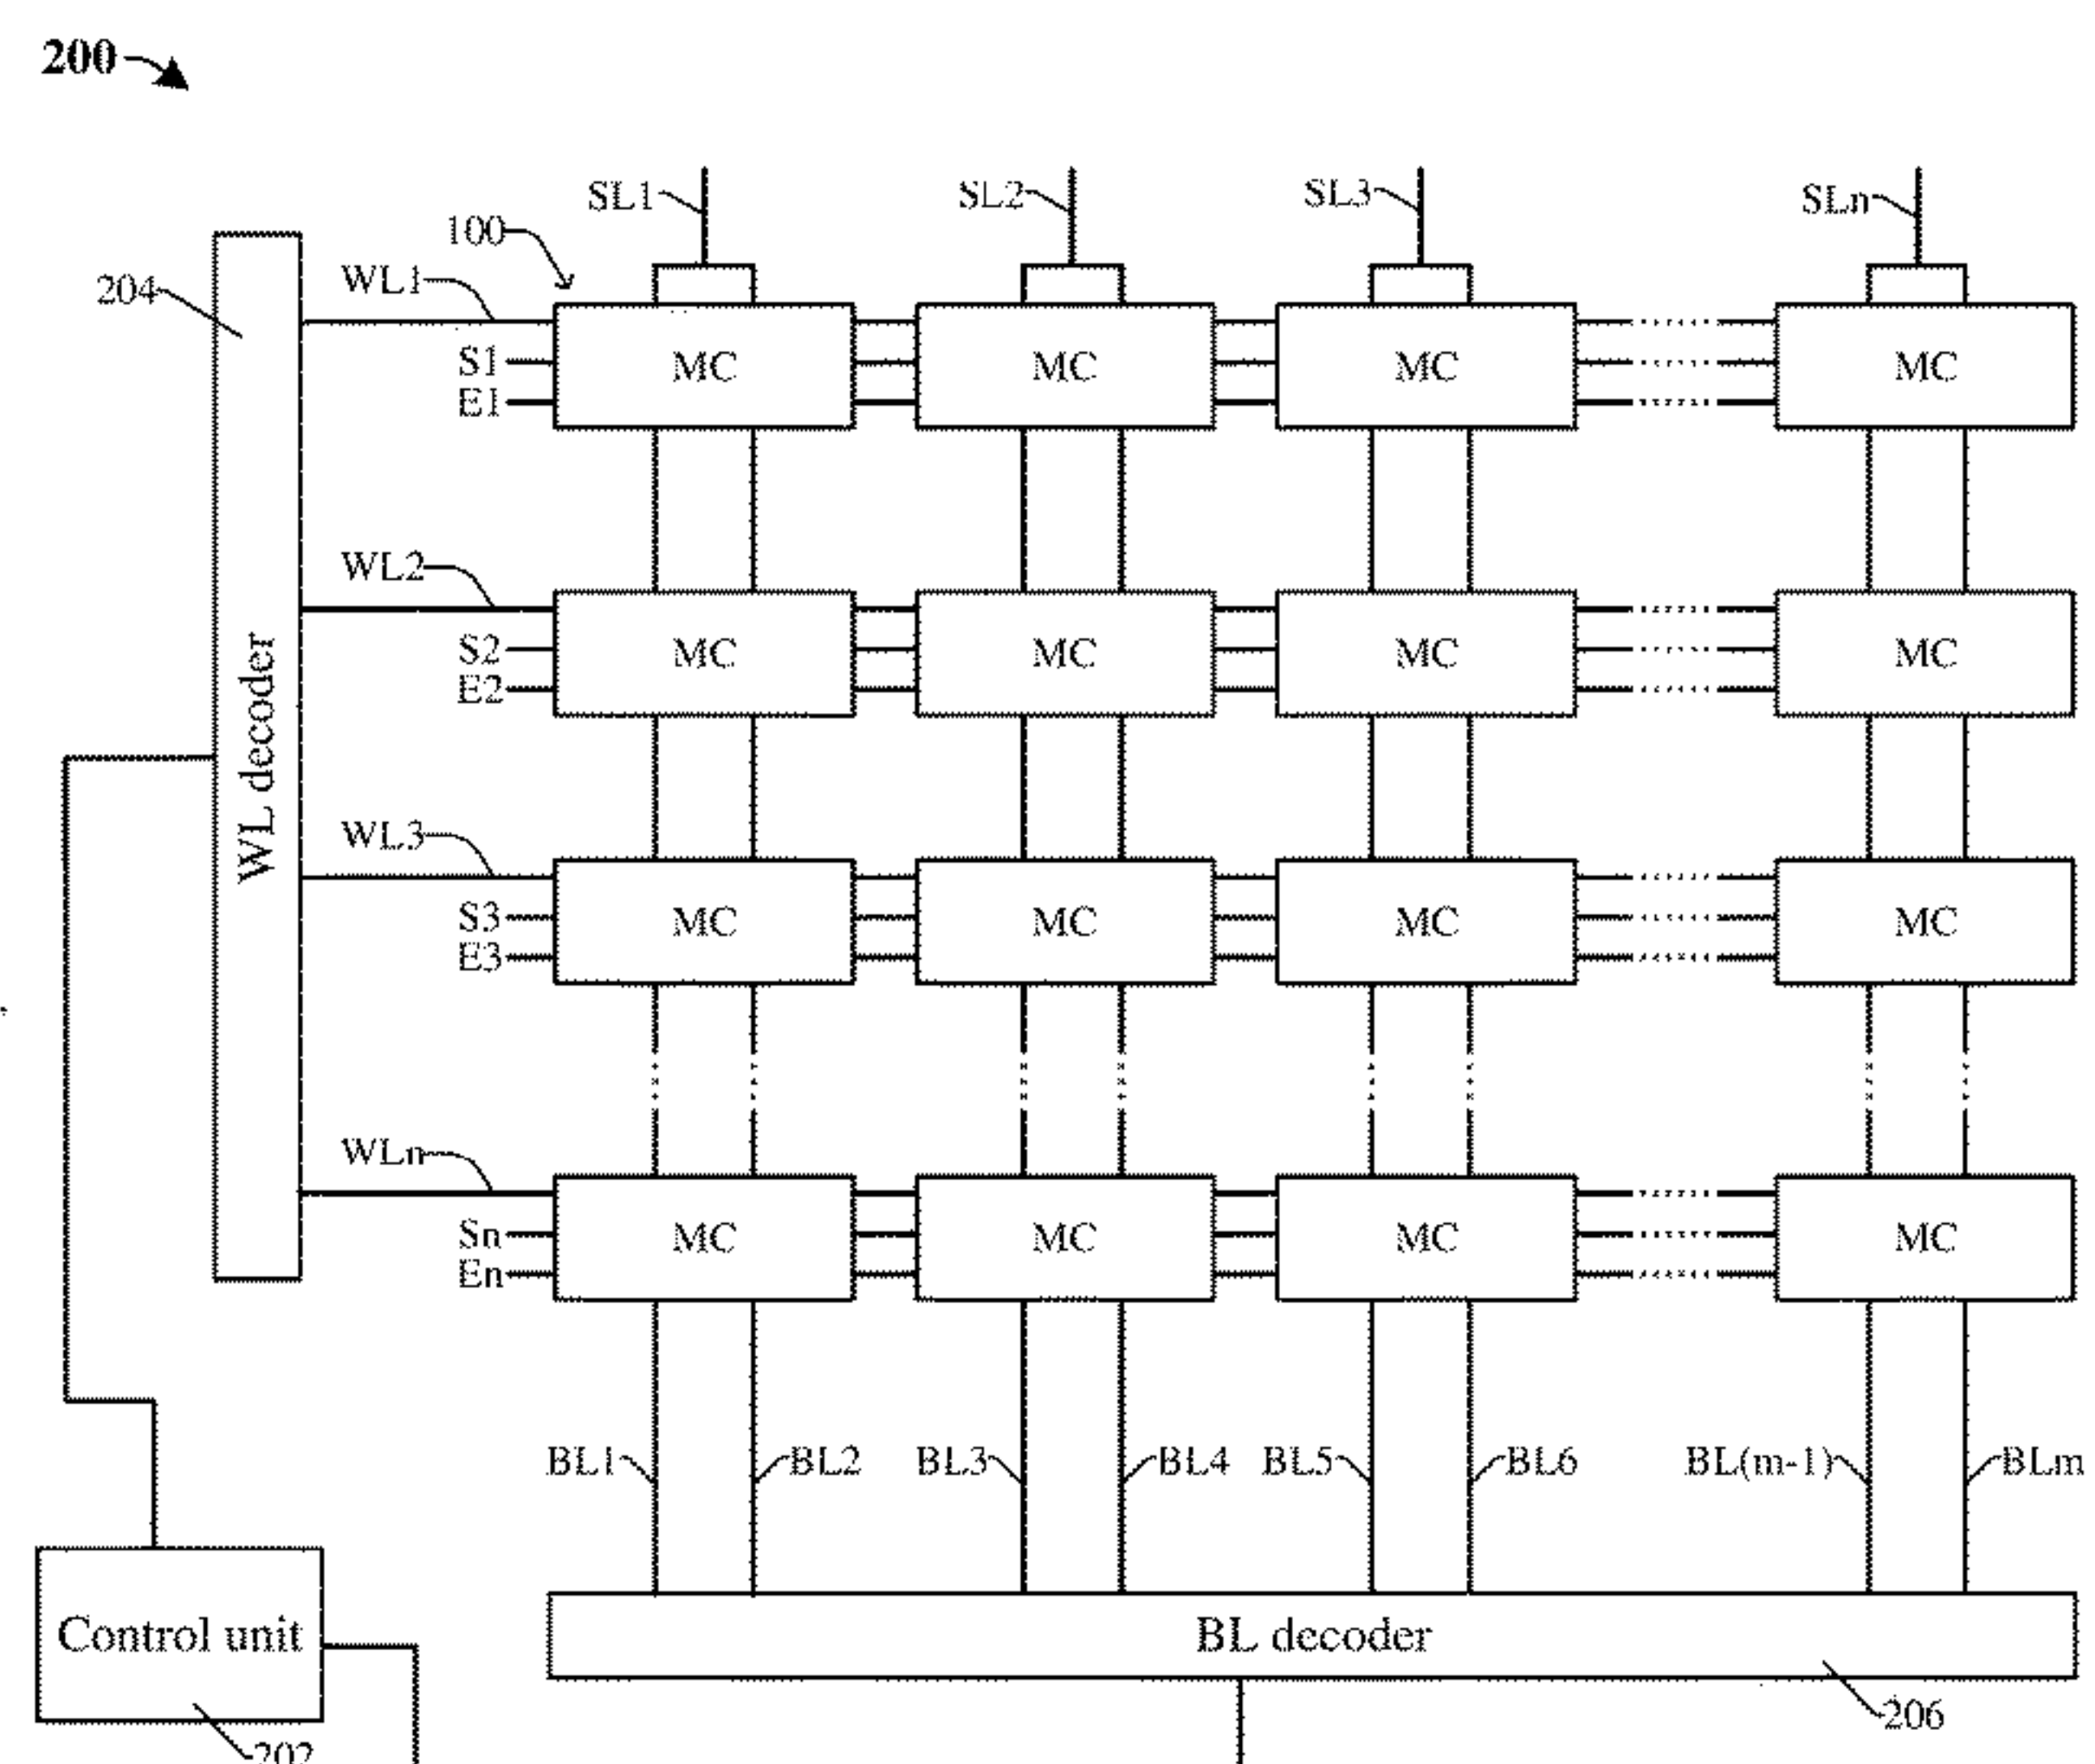 200
SL1 SL2 SL3 SLn
100
204 WL1
S1 MC MC MC MC
E1
WL2
S2 MC MC MC MC
E2
WL decoder
WL3
S3 MC MC MC MC
E3
WLn
Sn MC MC MC MC
En
BL1 BL2 BL3 BL4 BL5 BL6 BL(m-1) BLm
Control unit BL decoder
206
202